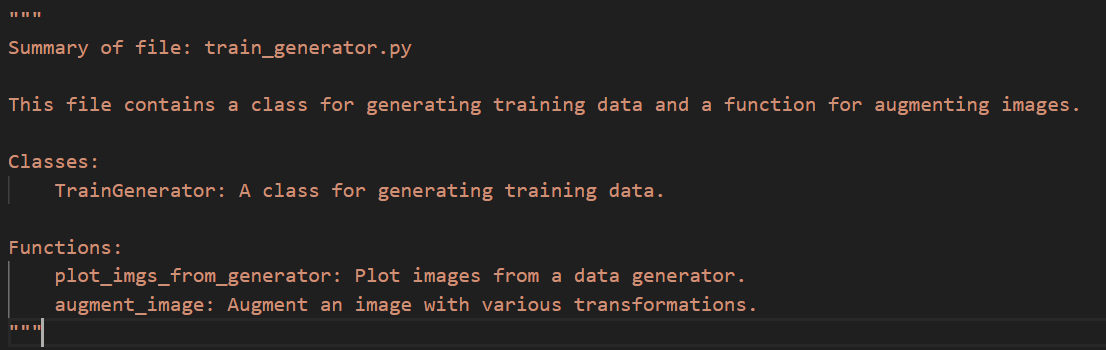 """
Summary of file: train_generator.py
This file contains a class for generating training data and a function for augmenting images.
Classes:
TrainGenerator: A class for generating training data.
Functions:
plot_imgs_from_generator: Plot images from a data generator.
augment_image: Augment an image with various transformations.
"""